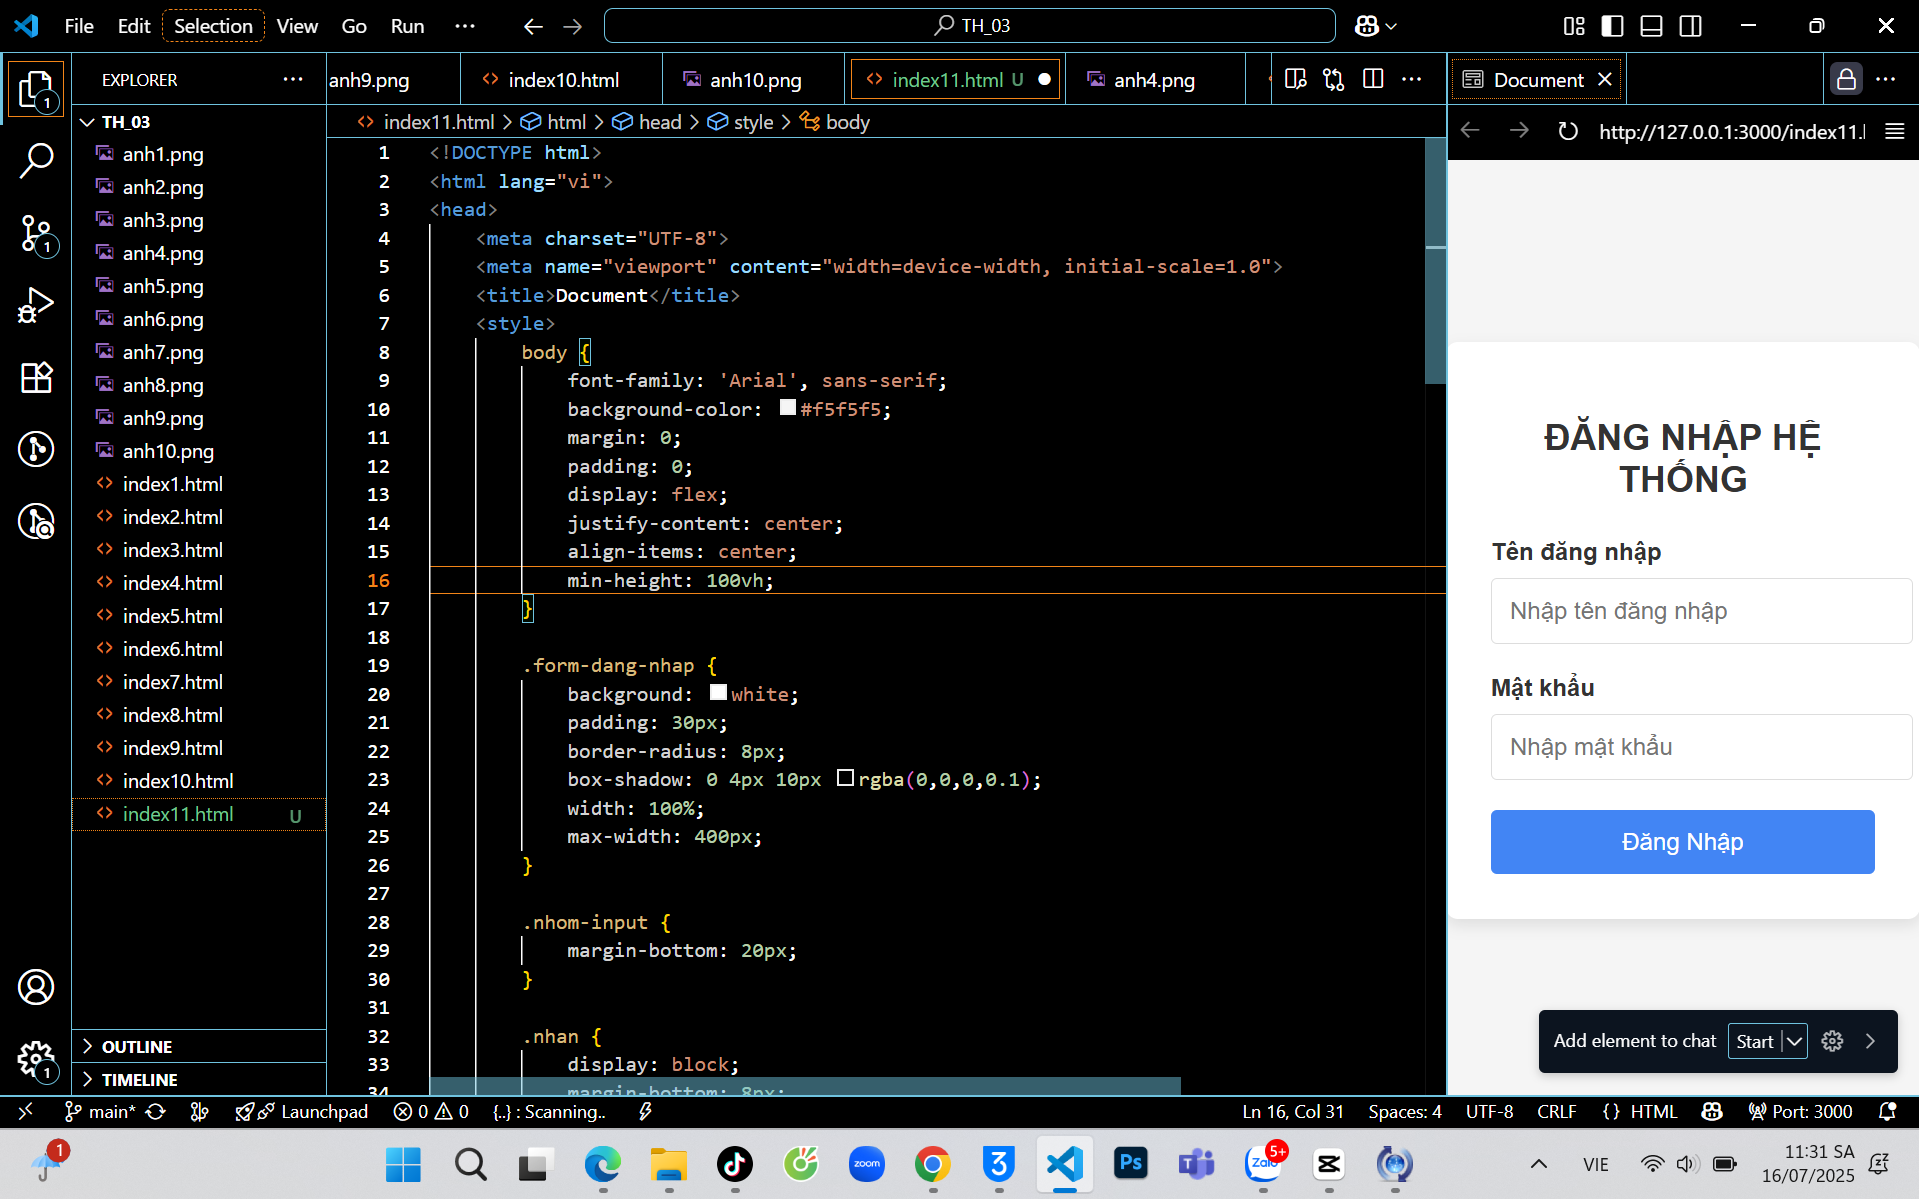 File Edit Selection View Go Run ··· TH_03
EXPLORER ···
anh9.png index10.html anh10.png index11.html U anh4.png ···
Document
http://127.0.0.1:3000/index11.l
index11.html > html > head > style > body
TH_03
anh1.png
anh2.png
anh3.png
anh4.png
anh5.png
anh6.png
anh7.png
anh8.png
anh9.png
anh10.png
index1.html
index2.html
index3.html
index4.html
index5.html
index6.html
index7.html
index8.html
index9.html
index10.html
index11.html U
OUTLINE
TIMELINE
1
1
1
1 <!DOCTYPE html>
2 <html lang="vi">
3 <head>
4 <meta charset="UTF-8">
5 <meta name="viewport" content="width=device-width, initial-scale=1.0">
6 <title>Document</title>
7 <style>
8 body {
9 font-family: 'Arial', sans-serif;
10 background-color: #f5f5f5;
11 margin: 0;
12 padding: 0;
13 display: flex;
14 justify-content: center;
15 align-items: center;
16 min-height: 100vh;
17 }
18
19 .form-dang-nhap {
20 background: white;
21 padding: 30px;
22 border-radius: 8px;
23 box-shadow: 0 4px 10px rgba(0,0,0,0.1);
24 width: 100%;
25 max-width: 400px;
26 }
27
28 .nhom-input {
29 margin-bottom: 20px;
30 }
31
32 .nhan {
33 display: block;
34 margin-bottom: 8px;
ĐĂNG NHẬP HỆ
THỐNG
Tên đăng nhập
Nhập tên đăng nhập
Mật khẩu
Nhập mật khẩu
Đăng Nhập
Add element to chat Start
main* Launchpad 0 0 {..} : Scanning.. Ln 16, Col 31 Spaces: 4 UTF-8 CRLF {} HTML Port: 3000
1
zoom
3
Ps
T
Zalo
5+
VIE
11:31 SA
16/07/2025